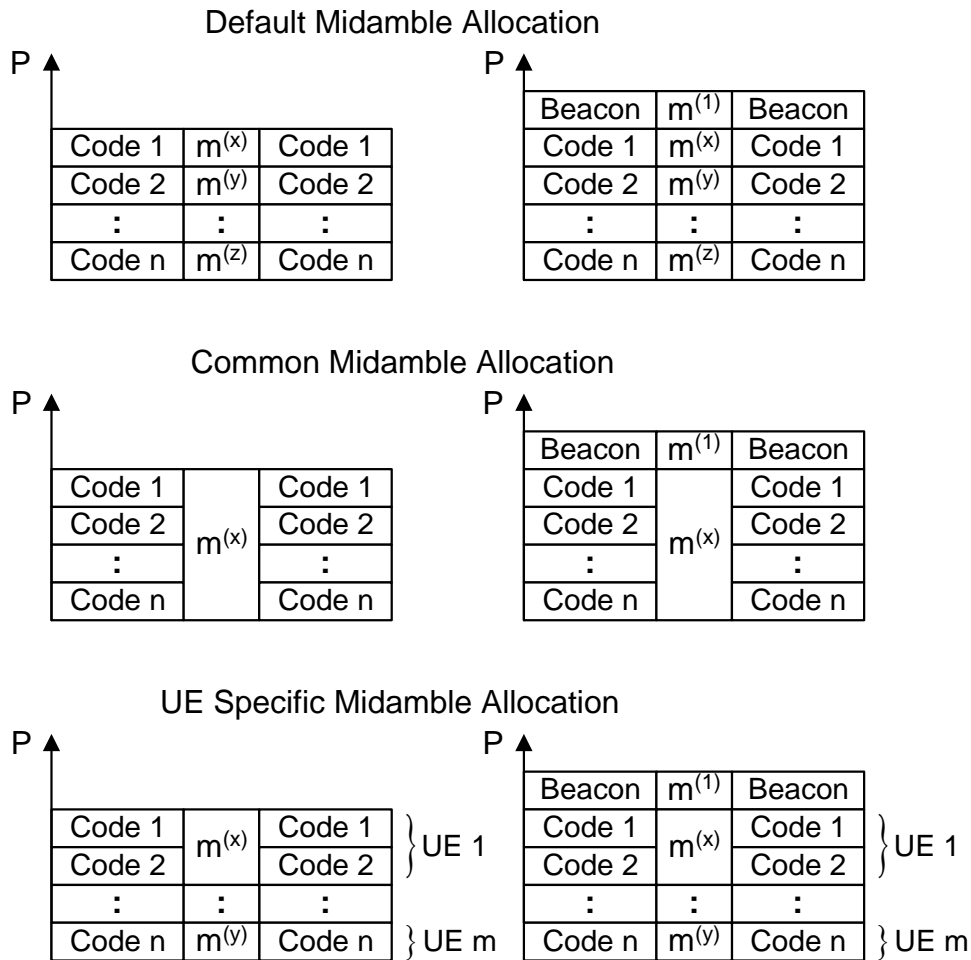 Default Midamble Allocation
P P
Beacon m(1) Beacon
Code 1 m(x) Code 1 Code 1 m(x) Code 1
Code 2 m(y) Code 2 Code 2 m(y) Code 2
: : : : : :
Code n m(z) Code n Code n m(z) Code n
Common Midamble Allocation
P P
Beacon m(1) Beacon
Code 1 Code 1 Code 1 Code 1
Code 2 Code 2 Code 2 Code 2
m(x) m(x)
: : : :
Code n Code n Code n Code n
UE Specific Midamble Allocation
P P
Beacon m(1) Beacon
Code 1 Code 1 Code 1 Code 1
m(x) UE 1 m(x) UE 1
Code 2 Code 2 Code 2 Code 2
: : : : : :
Code n m(y) Code n } UE m Code n m(y) Code n } UE m